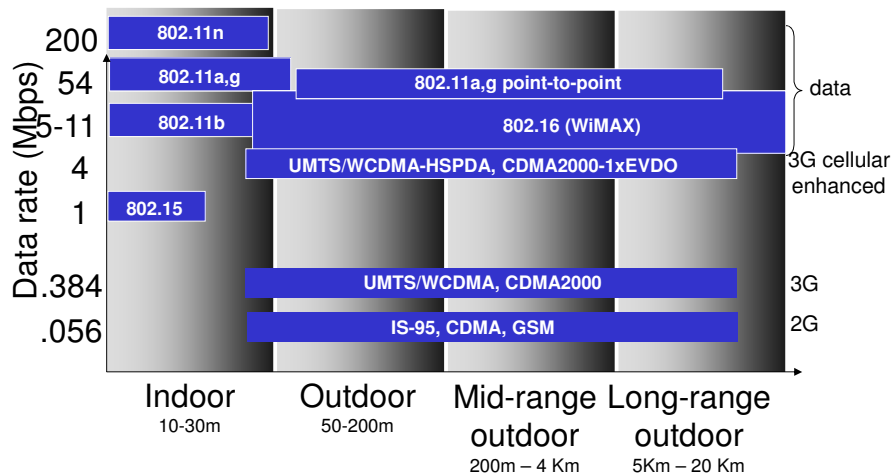 200
802.11n
54
802.11a,g
802.11a,g point-to-point
data
5-11
802.11b
802.16 (WiMAX)
4
UMTS/WCDMA-HSPDA, CDMA2000-1xEVDO
3G cellular
enhanced
1
802.15
.384
UMTS/WCDMA, CDMA2000
3G
.056
IS-95, CDMA, GSM
2G
Data rate (Mbps)
Indoor
10-30m
Outdoor
50-200m
Mid-range
outdoor
200m – 4 Km
Long-range
outdoor
5Km – 20 Km